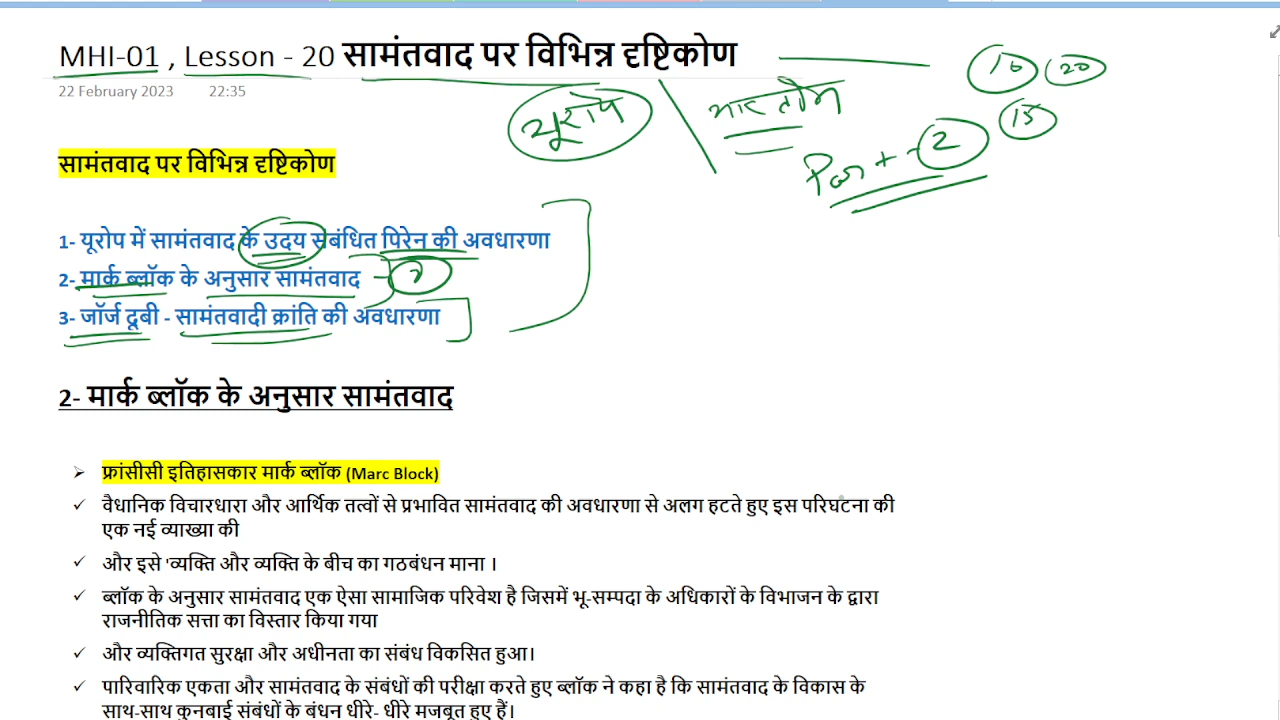 MHI-01 , Lesson - 20 सामंतवाद पर विभिन्न दृष्टिकोण
22 February 2023 22:35
16 20
यूरोप भारतीय
15
2
सामंतवाद पर विभिन्न दृष्टिकोण
1- यूरोप में सामंतवाद के उदय संबंधित पिरेन की अवधारणा
2- मार्क ब्लॉक के अनुसार सामंतवाद
3- जॉर्ज दूबी - सामंतवादी क्रांति की अवधारणा
2- मार्क ब्लॉक के अनुसार सामंतवाद
फ्रांसीसी इतिहासकार मार्क ब्लॉक (Marc Block)
वैधानिक विचारधारा और आर्थिक तत्वों से प्रभावित सामंतवाद की अवधारणा से अलग हटते हुए इस परिघटना की
एक नई व्याख्या की
और इसे 'व्यक्ति और व्यक्ति के बीच का गठबंधन माना ।
ब्लॉक के अनुसार सामंतवाद एक ऐसा सामाजिक परिवेश है जिसमें भू-सम्पदा के अधिकारों के विभाजन के द्वारा
राजनीतिक सत्ता का विस्तार किया गया
और व्यक्तिगत सुरक्षा और अधीनता का संबंध विकसित हुआ।
पारिवारिक एकता और सामंतवाद के संबंधों की परीक्षा करते हुए ब्लॉक ने कहा है कि सामंतवाद के विकास के
साथ-साथ कुनबाई संबंधों के बंधन धीरे- धीरे मजबूत हुए हैं।